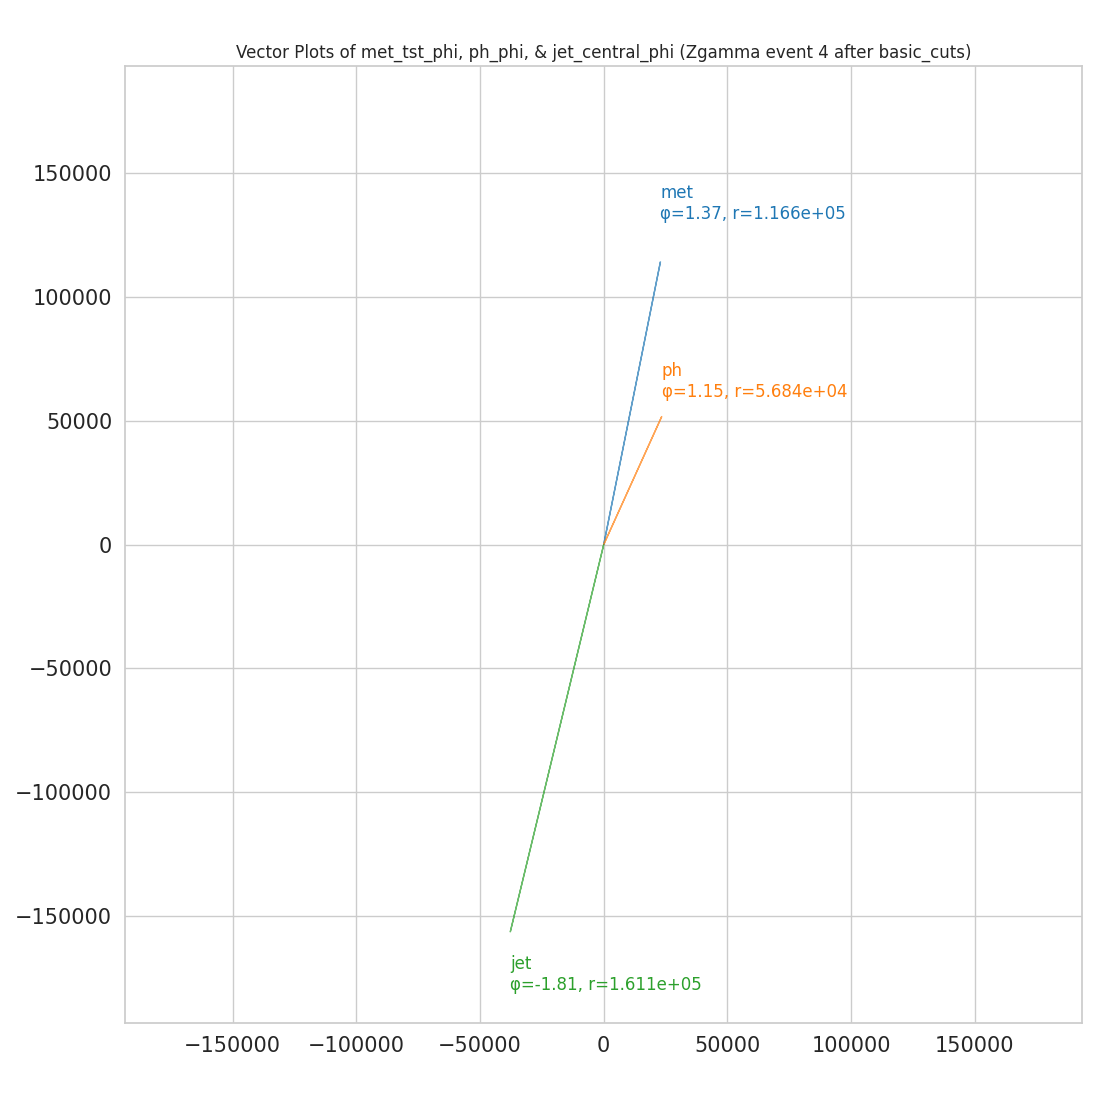 Vector Plots of met_tst_phi, ph_phi, & jet_central_phi (Zgamma event 4 after basic_cuts)
150000
met
φ=1.37, r=1.166e+05
100000
ph
φ=1.15, r=5.684e+04
50000
0
−50000
−100000
−150000
jet
φ=-1.81, r=1.611e+05
−150000 −100000 −50000 0 50000 100000 150000